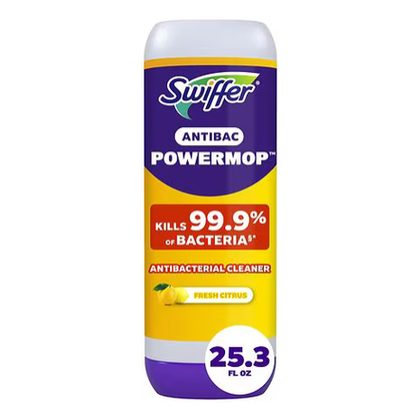 Swiffer®
ANTIBAC
POWERMOP™
KILLS 99.9%
OF BACTERIA§*
ANTIBACTERIAL CLEANER
FRESH CITRUS
25.3
FL OZ